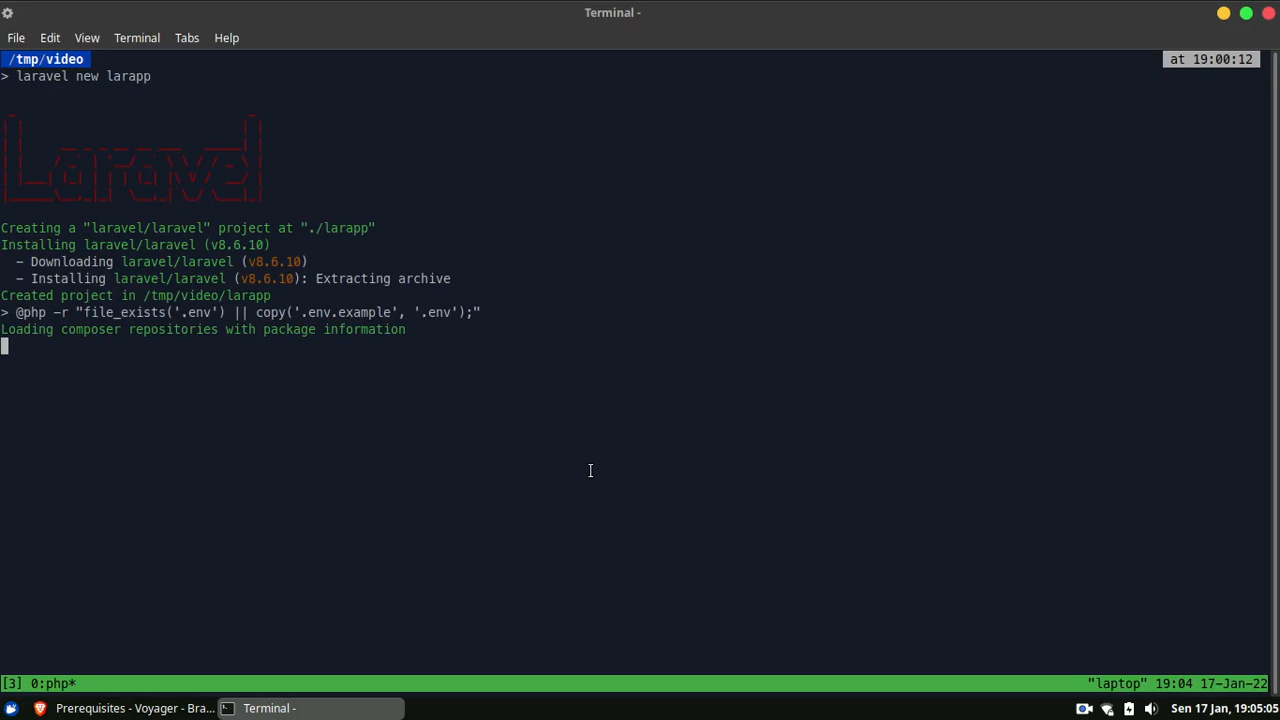 Terminal -
File Edit View Terminal Tabs Help
/tmp/video at 19:00:12
> laravel new larapp
Laravel
Creating a "laravel/laravel" project at "./larapp"
Installing laravel/laravel (v8.6.10)
- Downloading laravel/laravel (v8.6.10)
- Installing laravel/laravel (v8.6.10): Extracting archive
Created project in /tmp/video/larapp
> @php -r "file_exists('.env') || copy('.env.example', '.env');"
Loading composer repositories with package information
[3] 0:php* "laptop" 19:04 17-Jan-22
Prerequisites - Voyager - Bra... Terminal - Sen 17 Jan, 19:05:05